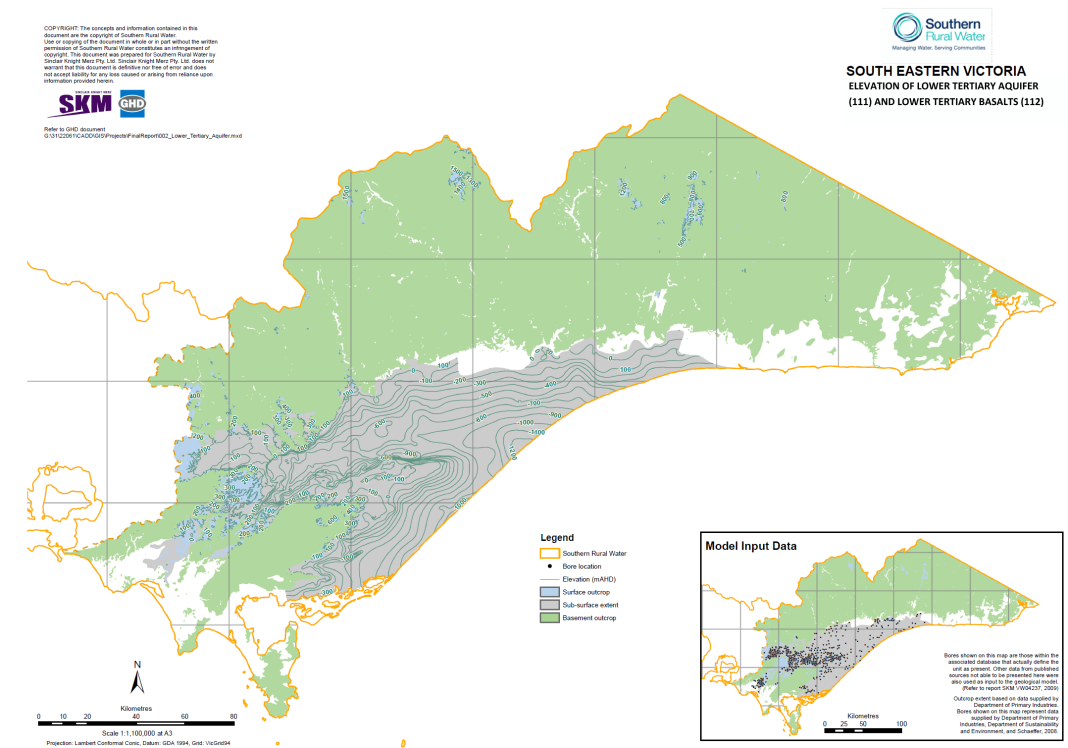 COPYRIGHT: The concepts and information contained in this
document are the copyright of Southern Rural Water.
Use or copying of the document in whole or in part without the written
permission of Southern Rural Water constitutes an infringement of
copyright. This document was prepared for Southern Rural Water by
Sinclair Knight Merz Pty. Ltd. Sinclair Knight Merz Pty. Ltd. does not
warrant that this document is definitive nor free of error and does
not accept liability for any loss caused or arising from reliance upon
information provided herein.
SINCLAIR KNIGHT MERZ
SKM
GHD
Refer to GHD document
G:\31\22061\CADD\GIS\Projects\FinalReport\002_Lower_Tertiary_Aquifer.mxd
Southern
Rural Water
Managing Water. Serving Communities
SOUTH EASTERN VICTORIA
ELEVATION OF LOWER TERTIARY AQUIFER
(111) AND LOWER TERTIARY BASALTS (112)
Legend
Southern Rural Water
Bore location
Elevation (mAHD)
Surface outcrop
Sub-surface extent
Basement outcrop
N
Kilometres
0 10 20 40 60 80
Scale 1:1,100,000 at A3
Projection: Lambert Conformal Conic, Datum: GDA 1994, Grid: VicGrid94
Model Input Data
Bores shown on this map are those within the
associated database that actually define the
unit as present. Other data from published
sources not able to be presented here were
also used as input to the geological model.
(Refer to report SKM VW04237, 2009)
Outcrop extent based on data supplied by
Department of Primary Industries.
Bores shown on this map represent data
supplied by Department of Primary
Industries, Department of Sustainability
and Environment, and Schaeffer, 2008.
Kilometres
0 25 50 100